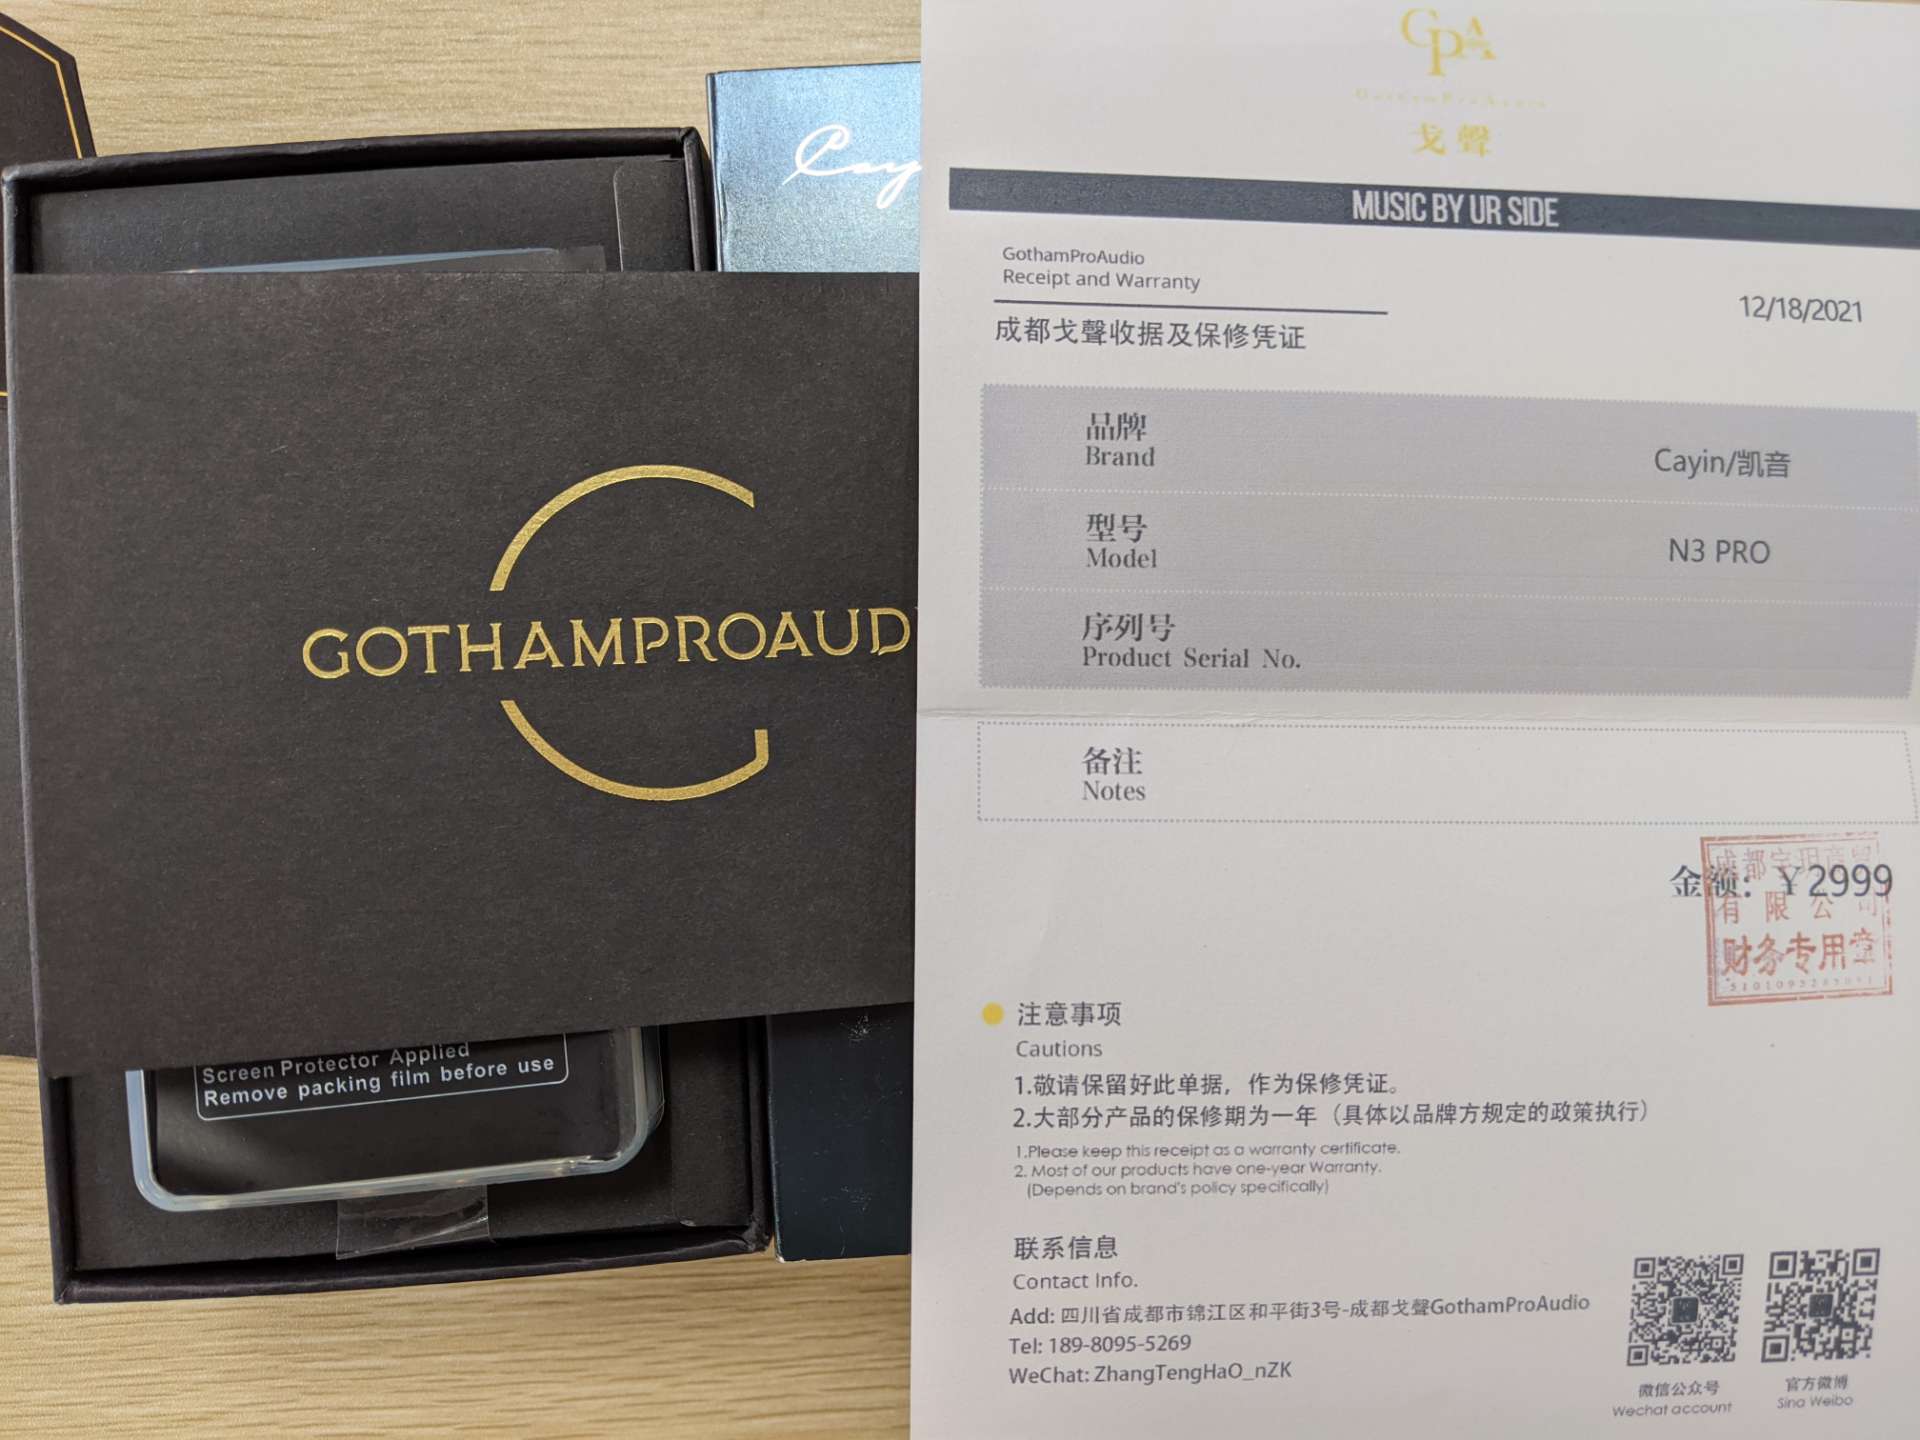 Cay
GOTHAMPROAUD
Screen Protector Applied
Remove packing film before use
GPA
GothamProAudio
戈聲
MUSIC BY UR SIDE
GothamProAudio
Receipt and Warranty
12/18/2021
成都戈聲收据及保修凭证
品牌
Brand
Cayin/凯音
型号
Model
N3 PRO
序列号
Product Serial No.
备注
Notes
金额：￥2999
成都
有限公司
财务专用章
注意事项
Cautions
1.敬请保留好此单据，作为保修凭证。
2.大部分产品的保修期为一年（具体以品牌方规定的政策执行）
1.Please keep this receipt as a warranty certificate.
2. Most of our products have one-year Warranty.
(Depends on brand's policy specifically)
联系信息
Contact Info.
Add: 四川省成都市锦江区和平街3号-成都戈聲GothamProAudio
Tel: 189-8095-5269
WeChat: ZhangTengHaO_nZK
微信公众号
Wechat account
官方微博
Sina Weibo